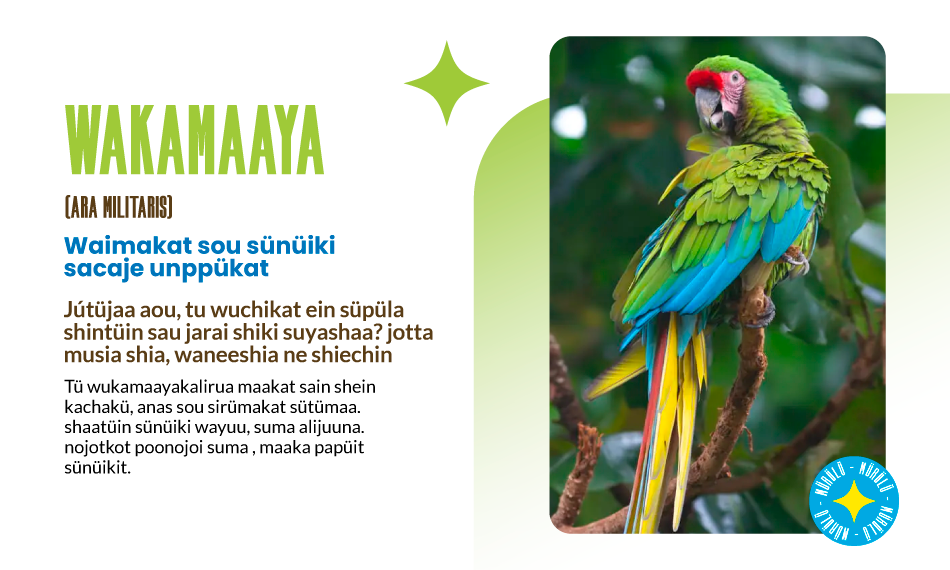 WAKAMAAYA
(ARA MILITARIS)
Waimakat sou sünüiki
sacaje unppükat
Jútüjaa aou, tu wuchikat ein süpüla
shintüin sau jarai shiki suyashaa? jotta
musia shia, waneeshia ne shiechin
Tü wukamaayakalirua maakat sain shein
kachakü, anas sou sirümakat sütümaa.
shaatüin sünüiki wayuu, suma alijuuna.
nojotkot poonojoi suma , maaka papüit
sünüikit.